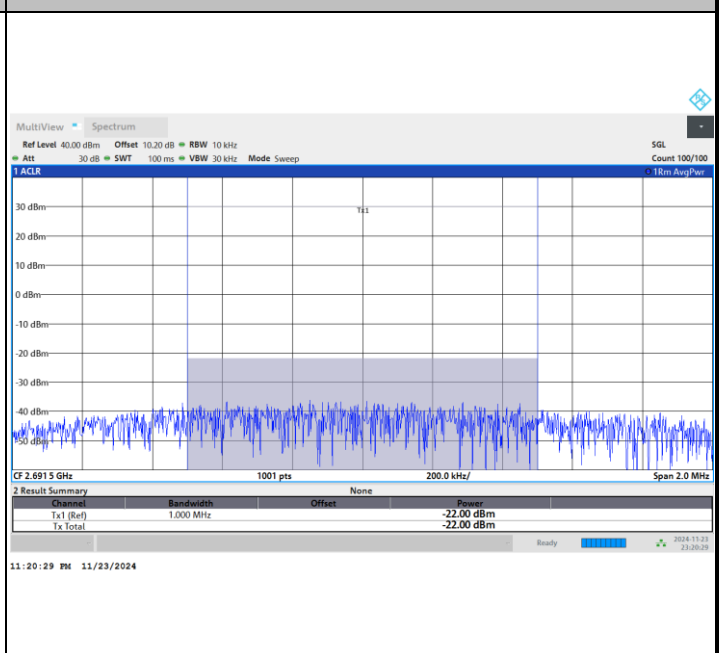 MultiView Spectrum
Ref Level 40.00 dBm Offset 10.20 dB RBW 10 kHz SGL
Att 30 dB SWT 100 ms VBW 30 kHz Mode Sweep Count 100/100
1 ACLR 1Rm AvgPwr
30 dBm
Tx1
20 dBm
10 dBm
0 dBm
-10 dBm
-20 dBm
-30 dBm
-40 dBm
-50 dBm
CF 2.6915 GHz 1001 pts 200.0 kHz/ Span 2.0 MHz
2 Result Summary None
Channel Bandwidth Offset Power
Tx1 (Ref) 1.000 MHz -22.00 dBm
Tx Total -22.00 dBm
Ready 2024-11-23
23:20:29
11:20:29 PM 11/23/2024